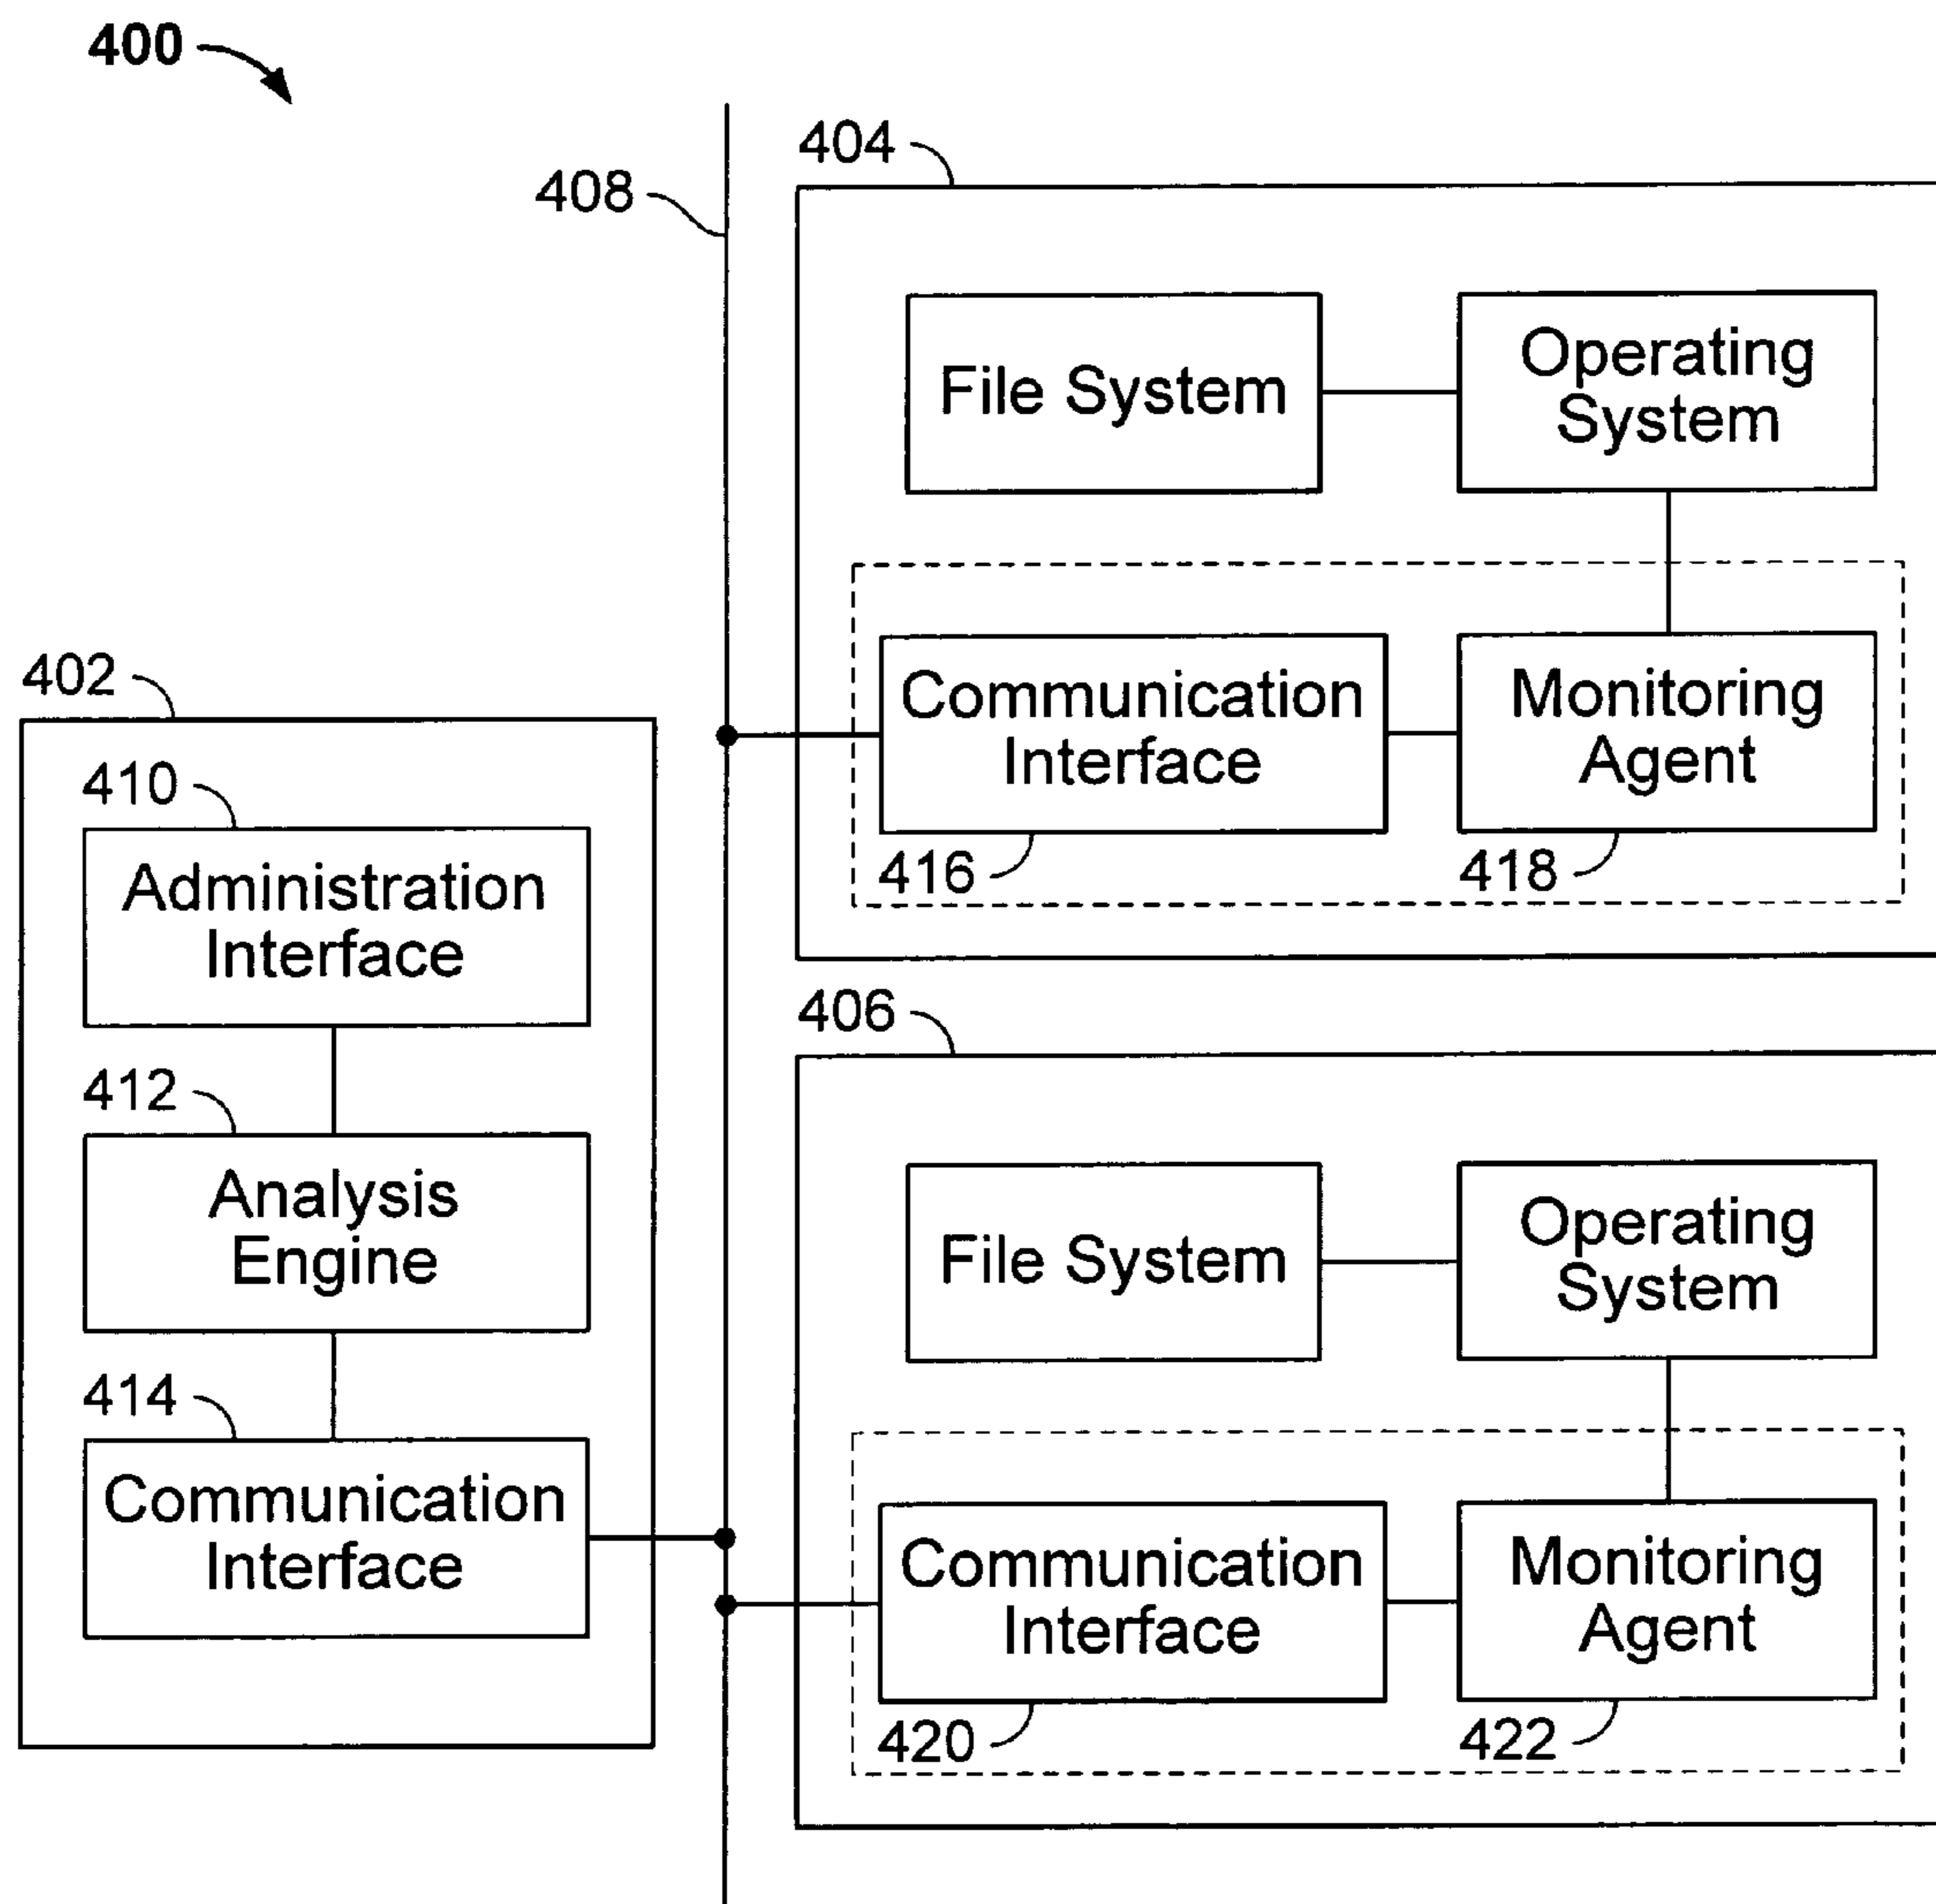 400
408
404
File System
Operating
System
Communication
Interface
Monitoring
Agent
416
418
402
410
Administration
Interface
412
Analysis
Engine
414
Communication
Interface
406
File System
Operating
System
Communication
Interface
Monitoring
Agent
420
422